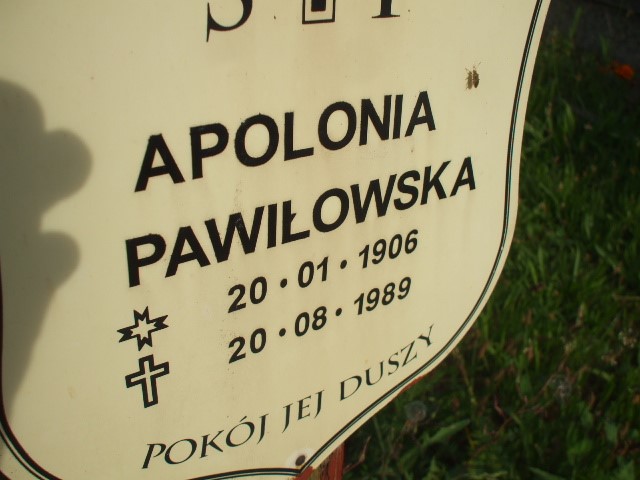 S P
APOLONIA
PAWIŁOWSKA
20 · 01 · 1906
20 · 08 · 1989
POKÓJ JEJ DUSZY